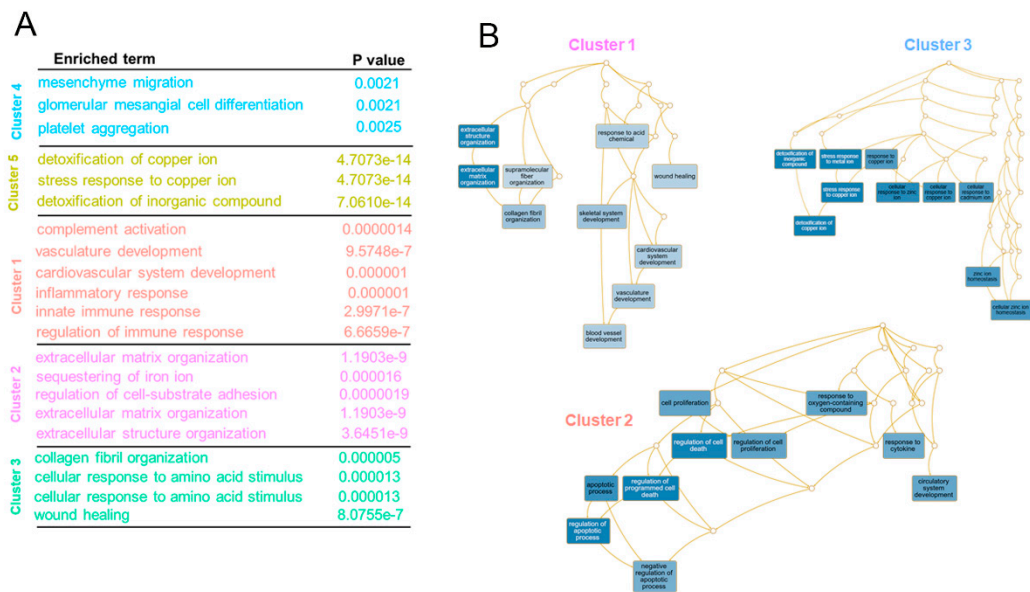 A
Enriched term P value
Cluster 4
mesenchyme migration 0.0021
glomerular mesangial cell differentiation 0.0021
platelet aggregation 0.0025
Cluster 5
detoxification of copper ion 4.7073e-14
stress response to copper ion 4.7073e-14
detoxification of inorganic compound 7.0610e-14
Cluster 1
complement activation 0.0000014
vasculature development 9.5748e-7
cardiovascular system development 0.000001
inflammatory response 0.000001
innate immune response 2.9971e-7
regulation of immune response 6.6659e-7
Cluster 2
extracellular matrix organization 1.1903e-9
sequestering of iron ion 0.000016
regulation of cell-substrate adhesion 0.0000019
extracellular matrix organization 1.1903e-9
extracellular structure organization 3.6451e-9
Cluster 3
collagen fibril organization 0.000005
cellular response to amino acid stimulus 0.000013
cellular response to amino acid stimulus 0.000013
wound healing 8.0755e-7
B
Cluster 1
extracellular
structure
organization
response to acid
chemical
extracellular
matrix
organization
supramolecular
fiber
organization
wound healing
collagen fibril
organization
skeletal system
development
cardiovascular
system
development
vasculature
development
blood vessel
development
Cluster 3
detoxification of
inorganic
compound
stress response
to metal ion
response to
copper ion
stress response
to copper ion
cellular
response to zinc
ion
cellular
response to
copper ion
cellular
response to
cadmium ion
detoxification of
copper ion
zinc ion
homeostasis
cellular zinc ion
homeostasis
Cluster 2
cell proliferation
response to
oxygen-containing
compound
regulation of cell
death
regulation of cell
proliferation
response to
cytokine
apoptotic
process
regulation of
programmed cell
death
circulatory
system
development
regulation of
apoptotic
process
negative
regulation of
apoptotic
process